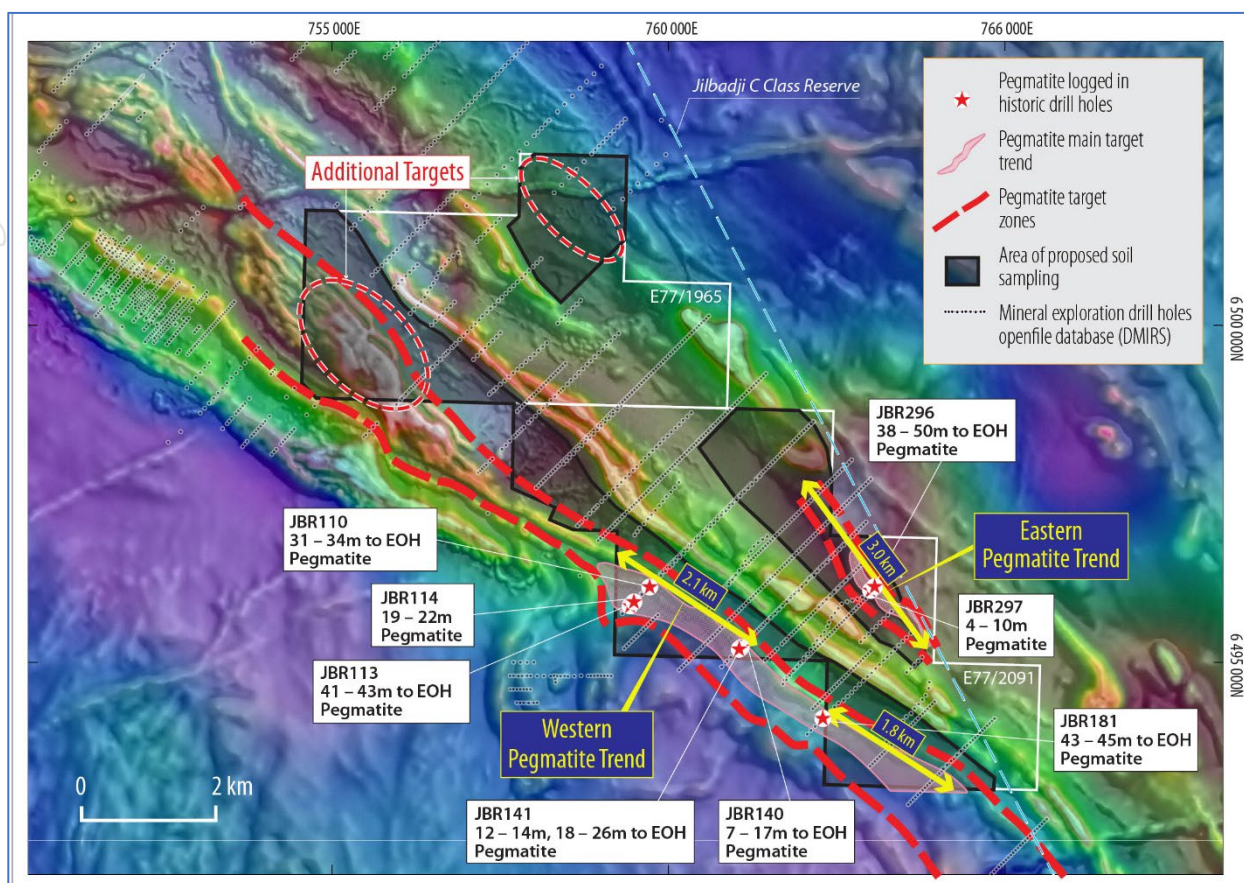 755 000E
760 000E
766 000E
Jilbadji C Class Reserve
Pegmatite logged in
historic drill holes
Pegmatite main target
trend
Pegmatite target
zones
Area of proposed soil
sampling
Mineral exploration drill holes
openfile database (DMIRS)
Additional Targets
E77/1965
6 500 000N
JBR296
38 – 50m to EOH
Pegmatite
JBR110
31 – 34m to EOH
Pegmatite
3.0 km
Eastern
Pegmatite Trend
2.1 km
JBR114
19 – 22m
Pegmatite
JBR297
4 – 10m
Pegmatite
JBR113
41 – 43m to EOH
Pegmatite
E77/2091
6 495 000N
Western
Pegmatite Trend
1.8 km
JBR181
43 – 45m to EOH
Pegmatite
0 2 km
JBR141
12 – 14m, 18 – 26m to EOH
Pegmatite
JBR140
7 – 17m to EOH
Pegmatite